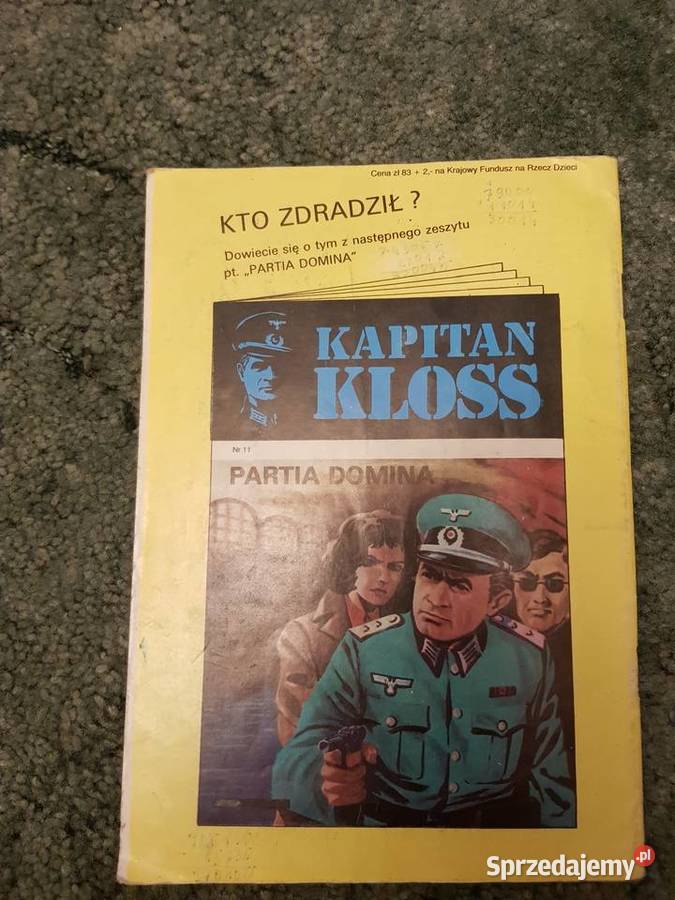 Cena zł 83 + 2,- na Krajowy Fundusz na Rzecz Dzieci
KTO ZDRADZIŁ?
Dowiecie się o tym z następnego zeszytu
pt. „PARTIA DOMINA"
KAPITAN
KLOSS
Nr 11
PARTIA DOMINA
Sprzedajemy.pl